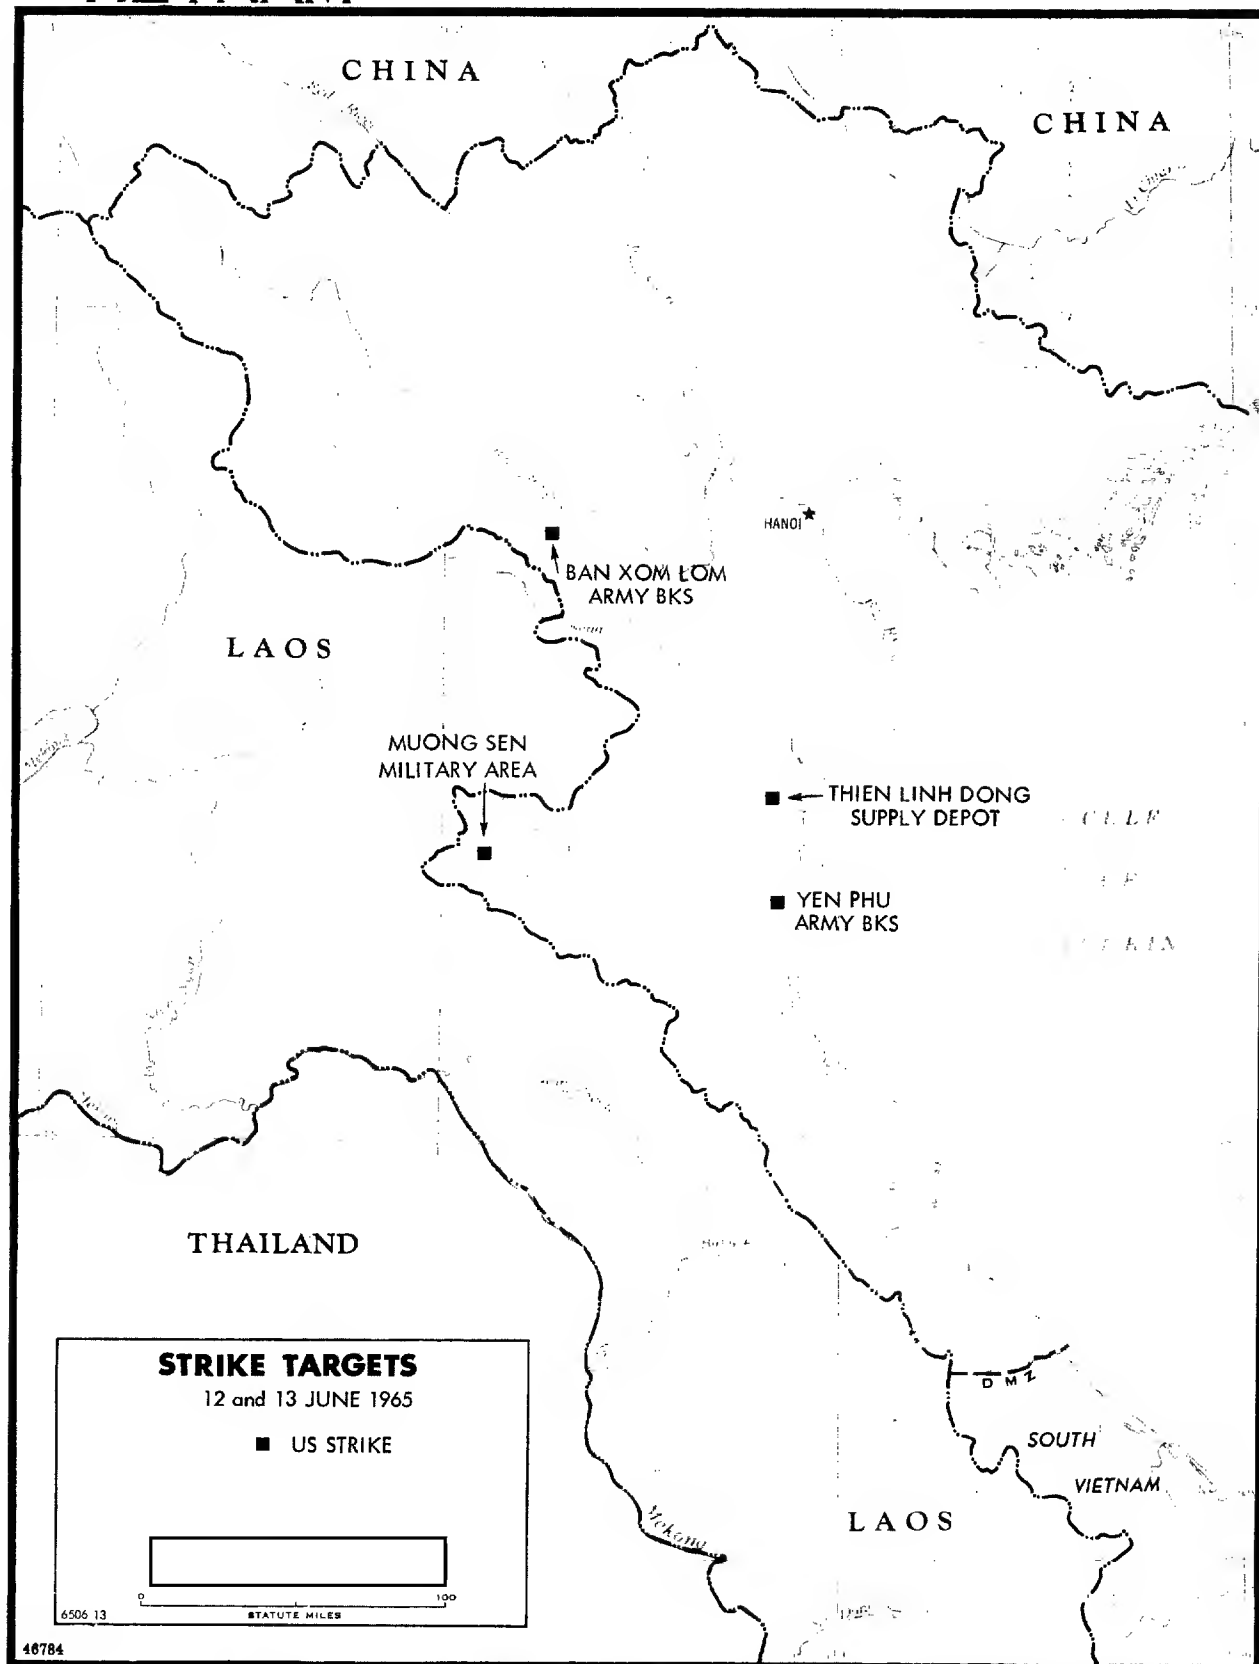 CHINA
CHINA
HANOI
BAN XOM LOM
ARMY BKS
LAOS
MUONG SEN
MILITARY AREA
THIEN LINH DONG
SUPPLY DEPOT
YEN PHU
ARMY BKS
THAILAND
STRIKE TARGETS
12 and 13 JUNE 1965
US STRIKE
DMZ
SOUTH
VIETNAM
Mekong
LAOS
0 100
STATUTE MILES
6506 13
46784